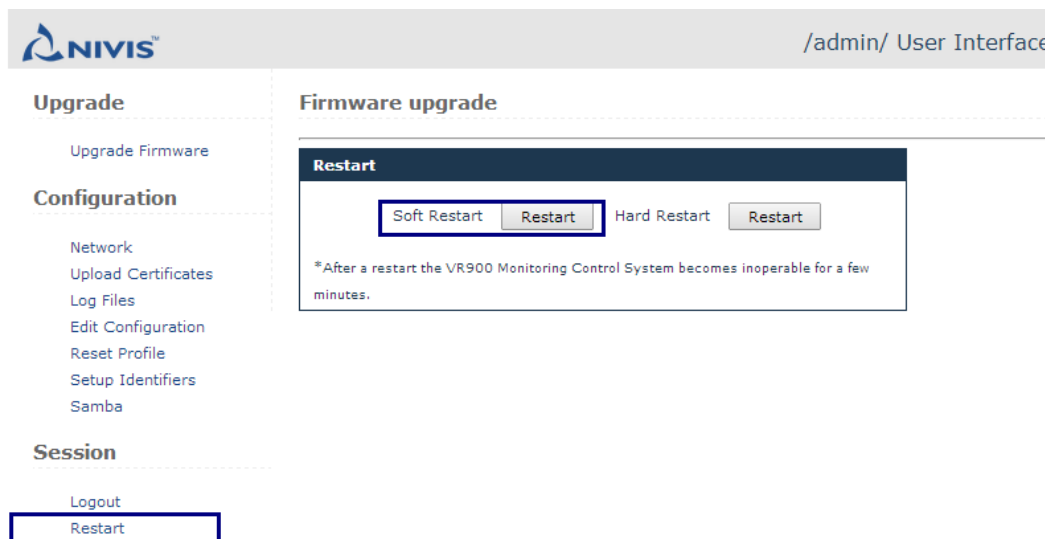 NIVIS™
/admin/ User Interface
Upgrade
Upgrade Firmware
Configuration
Network
Upload Certificates
Log Files
Edit Configuration
Reset Profile
Setup Identifiers
Samba
Session
Logout
Restart
Firmware upgrade
Restart
Soft Restart Restart Hard Restart Restart
*After a restart the VR900 Monitoring Control System becomes inoperable for a few
minutes.